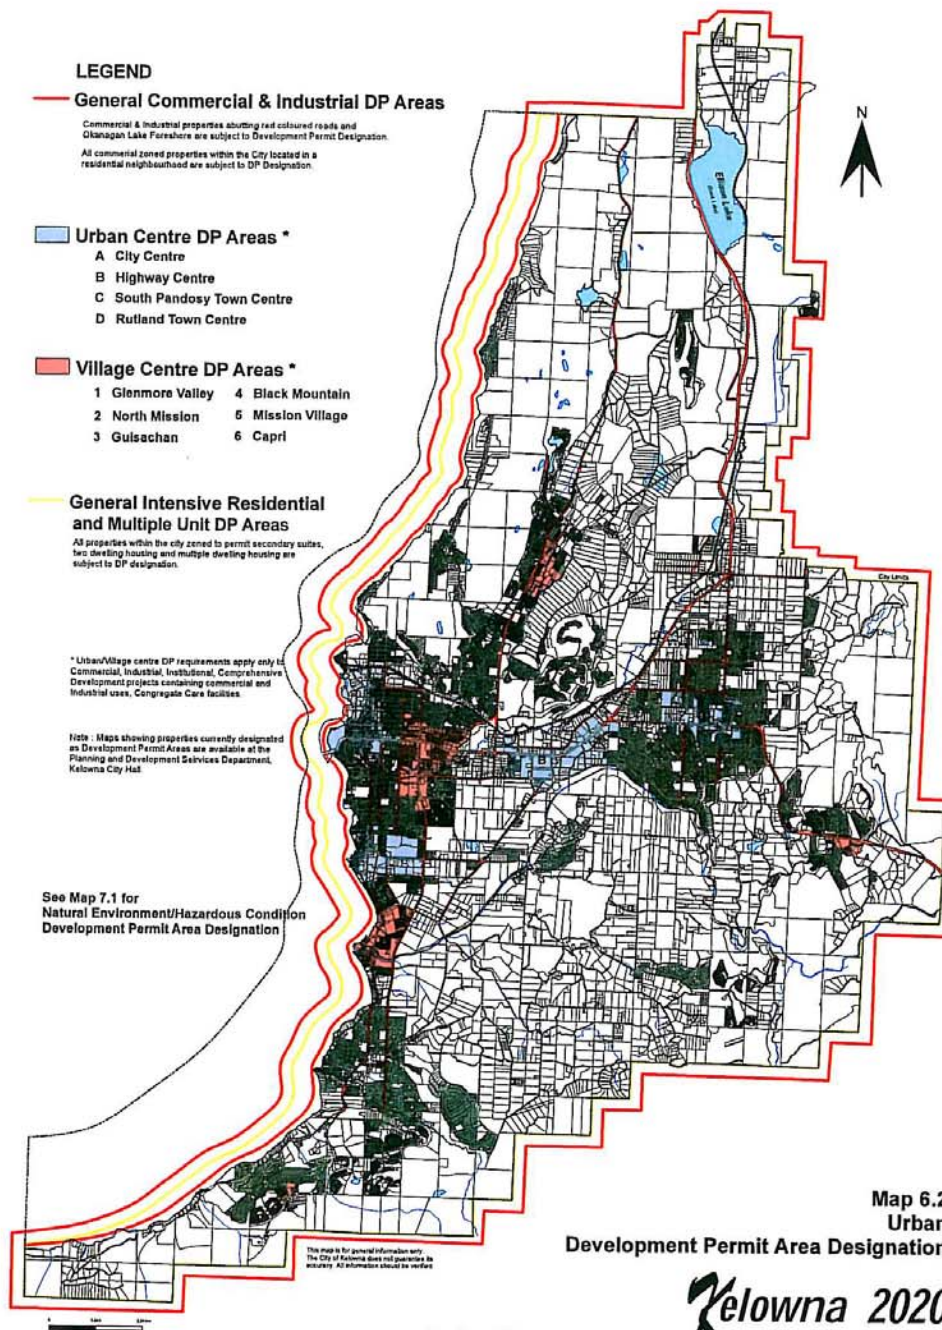 LEGEND
General Commercial & Industrial DP Areas
Commercial & Industrial properties abutting red coloured roads and
Okanagan Lake Foreshore are subject to Development Permit Designation.
All commerial zoned properties within the City located in a
residential neighbourhood are subject to DP Designation.
Urban Centre DP Areas *
A City Centre
B Highway Centre
C South Pandosy Town Centre
D Rutland Town Centre
Village Centre DP Areas *
1 Glenmore Valley 4 Black Mountain
2 North Mission 5 Mission Village
3 Guisachan 6 Capri
General Intensive Residential
and Multiple Unit DP Areas
All properties within the city zoned to permit secondary suites,
two dwelling housing and multiple dwelling housing are
subject to DP designation.
* Urban/Village centre DP requirements apply only to
Commercial, Industrial, Institutional, Comprehensive
Development projects containing commercial and
Industrial uses, Congregate Care facilities.
Note : Maps showing properties currently designated
as Development Permit Areas are available at the
Planning and Development Services Department,
Kelowna City Hall
See Map 7.1 for
Natural Environment/Hazardous Condition
Development Permit Area Designation
N
Ellison Lake
City Limits
B
This map is for general information only.
The City of Kelowna does not guarantee its
accuracy. All information should be verified.
Map 6.2
Urban
Development Permit Area Designation
Kelowna 2020